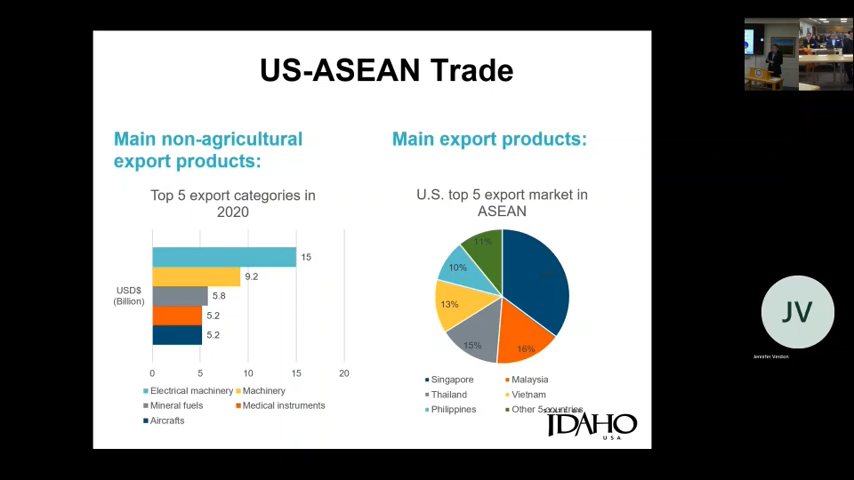 US-ASEAN Trade
Main non-agricultural
export products:
Main export products:
Top 5 export categories in
2020
USD$
(Billion)
15
9.2
5.8
5.2
5.2
0
5
10
15
20
Electrical machinery
Machinery
Mineral fuels
Medical instruments
Aircrafts
U.S. top 5 export market in
ASEAN
11%
10%
13%
15%
16%
Singapore
Malaysia
Thailand
Vietnam
Philippines
Other 5 countries
IDAHO
USA
JV
Jennifer Verdon